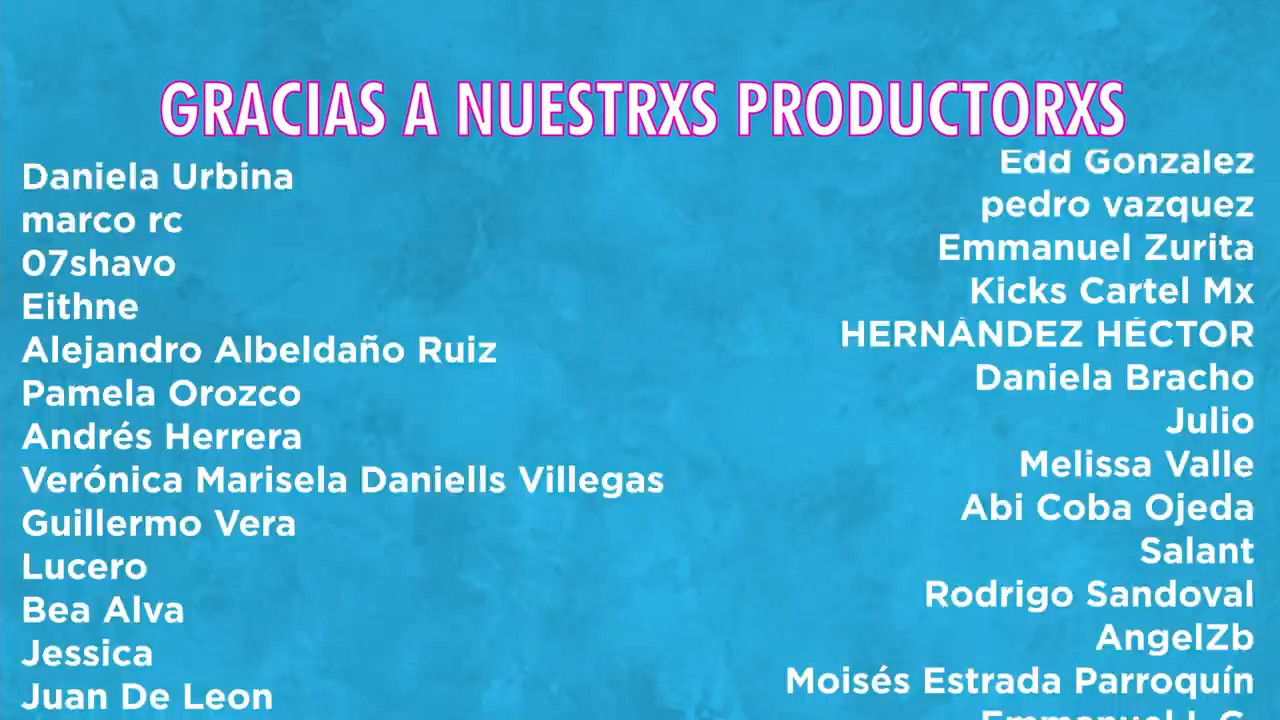 GRACIAS A NUESTRXS PRODUCTORXS
Daniela Urbina
marco rc
07shavo
Eithne
Alejandro Albeldaño Ruiz
Pamela Orozco
Andrés Herrera
Verónica Marisela Daniells Villegas
Guillermo Vera
Lucero
Bea Alva
Jessica
Juan De Leon
Edd Gonzalez
pedro vazquez
Emmanuel Zurita
Kicks Cartel Mx
HERNÁNDEZ HÉCTOR
Daniela Bracho
Julio
Melissa Valle
Abi Coba Ojeda
Salant
Rodrigo Sandoval
AngelZb
Moisés Estrada Parroquín
Emmanuel